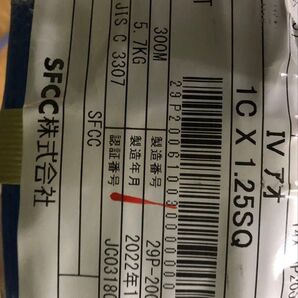 IV アオ
1C X 1.25SQ
29P2006100300000000
300M 製造番号 29P-200
5.7KG 製造年月 2022年1
JIS C 3307 認証番号 JC0318
SFCC
SFCC株式会社